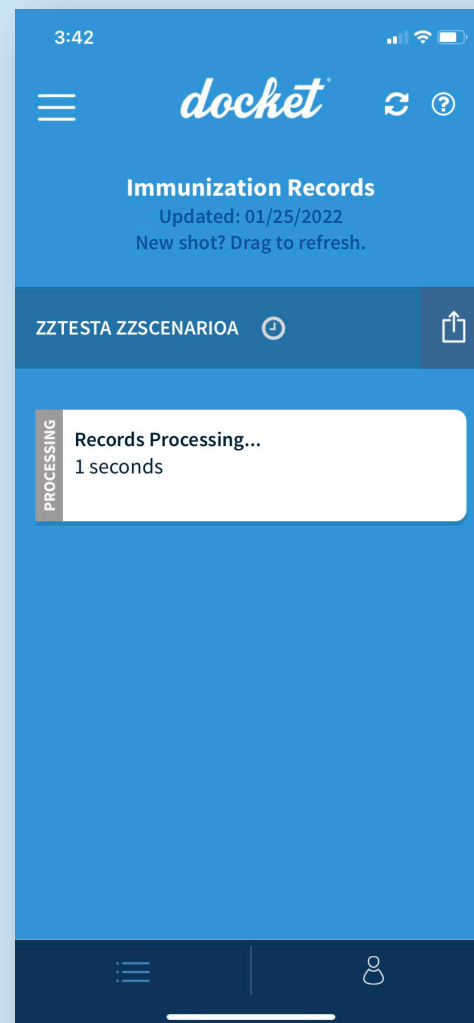 3:42
docket
Immunization Records
Updated: 01/25/2022
New shot? Drag to refresh.
ZZTESTA ZZSCENARIOA
PROCESSING
Records Processing...
1 seconds